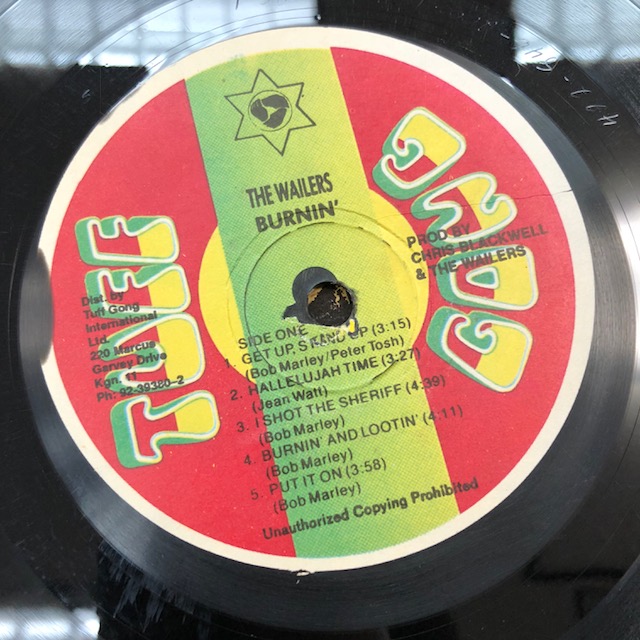 THE WAILERS
BURNIN'
TUFF
GONG
PROD BY
CHRIS BLACKWELL
& THE WAILERS
Dist. by
Tuff Gong
International
Ltd.
220 Marcus
Garvey Drive
Kgn. 11
Ph: 92-39380-2
SIDE ONE
1. GET UP, STAND UP (3:15)
(Bob Marley/Peter Tosh)
2. HALLELUJAH TIME (3:27)
(Jean Watt)
3. I SHOT THE SHERIFF (4:39)
(Bob Marley)
4. BURNIN' AND LOOTIN' (4:11)
(Bob Marley)
5. PUT IT ON (3:58)
(Bob Marley)
Unauthorized Copying Prohibited